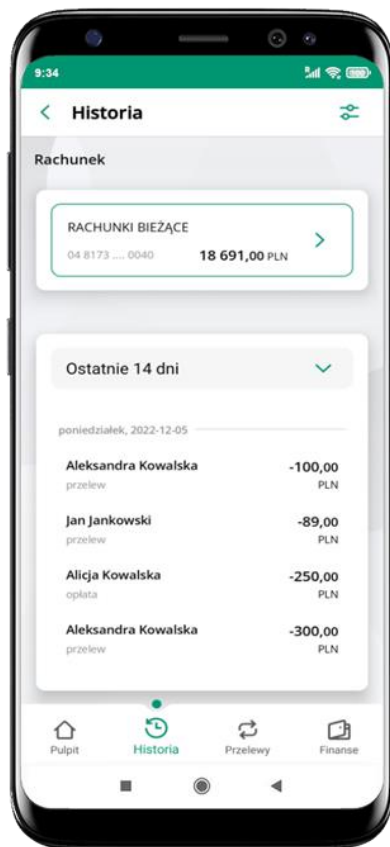 9:34
Historia
Rachunek
RACHUNKI BIEŻĄCE
04 8173 .... 0040 18 691,00 PLN
Ostatnie 14 dni
poniedziałek, 2022-12-05
Aleksandra Kowalska -100,00
przelew PLN
Jan Jankowski -89,00
przelew PLN
Alicja Kowalska -250,00
opłata PLN
Aleksandra Kowalska -300,00
przelew PLN
Pulpit Historia Przelewy Finanse